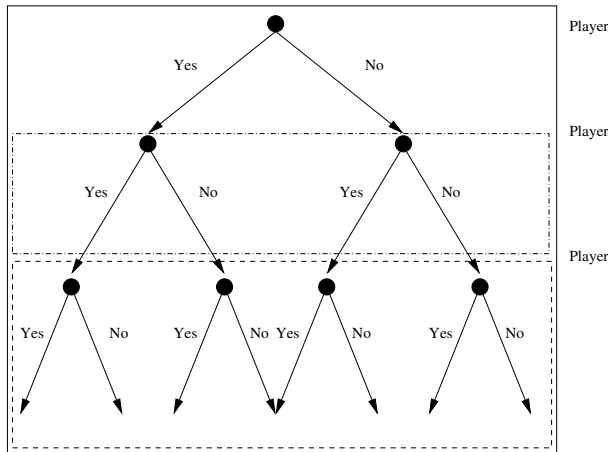 Player
Yes No
Player
Yes No Yes No
Player
Yes No Yes No Yes No Yes No